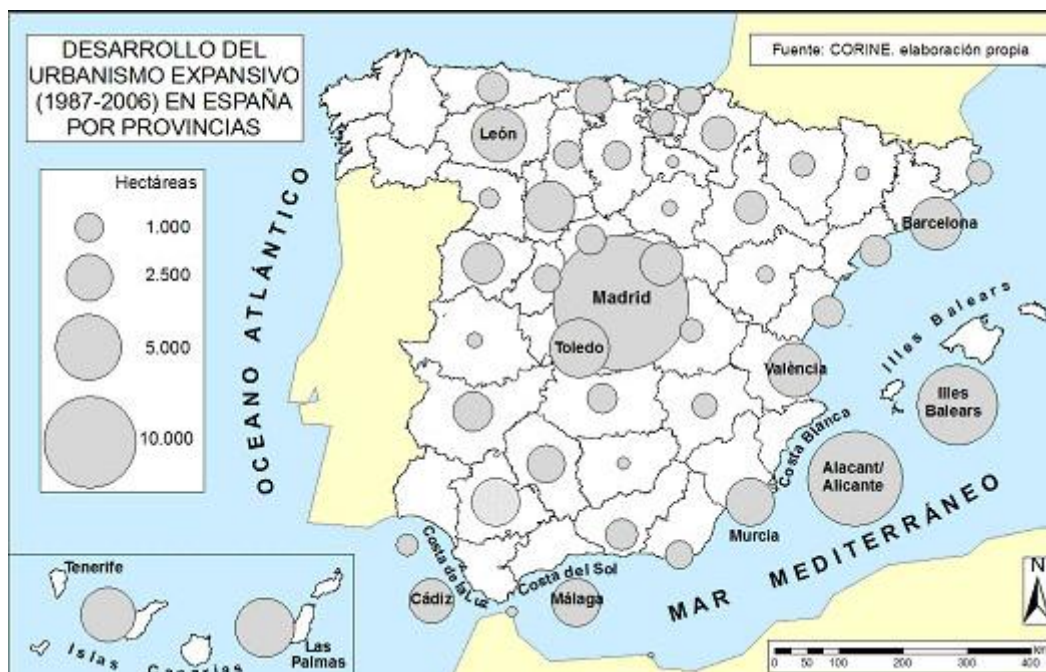 DESARROLLO DEL
URBANISMO EXPANSIVO
(1987-2006) EN ESPAÑA
POR PROVINCIAS
Fuente: CORINE. elaboración propia
Hectáreas
1.000
2.500
5.000
10.000
OCEANO ATLÁNTICO
León
Barcelona
Madrid
Toledo
València
Illes Balears
Illes
Balears
Costa Blanca
Alacant/
Alicante
Murcia
MAR MEDITERRÁNEO
Costa de la Luz
Costa del Sol
Cádiz
Málaga
Tenerife
Las
Palmas
Islas Canarias
N
0 50 100 200 300 400